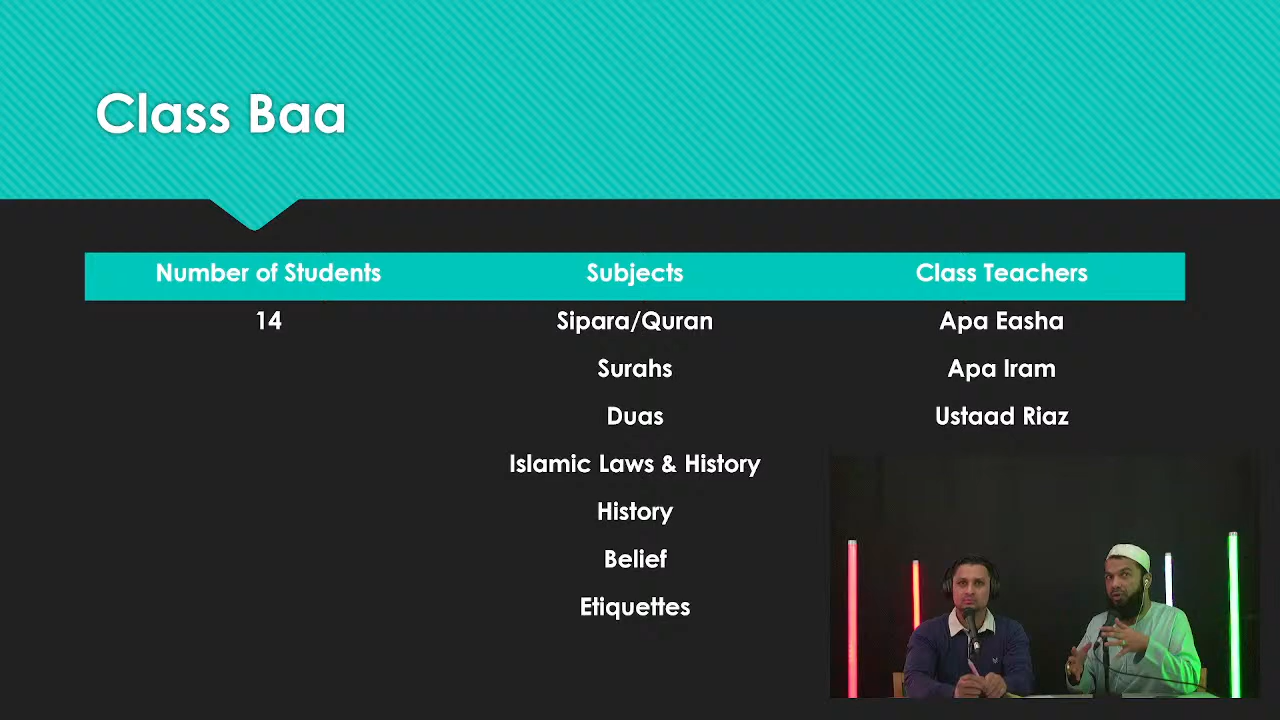 Class Baa
Number of Students Subjects Class Teachers
14 Sipara/Quran Apa Easha
Surahs Apa Iram
Duas Ustaad Riaz
Islamic Laws & History
History
Belief
Etiquettes